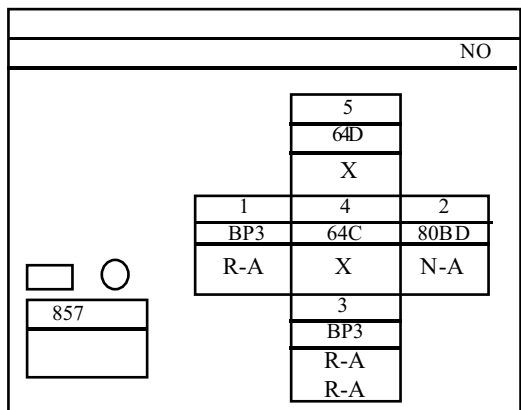 NO
5
64D
X
1 4 2
BP3 64C 80BD
R-A X N-A
3
857
BP3
R-A
R-A